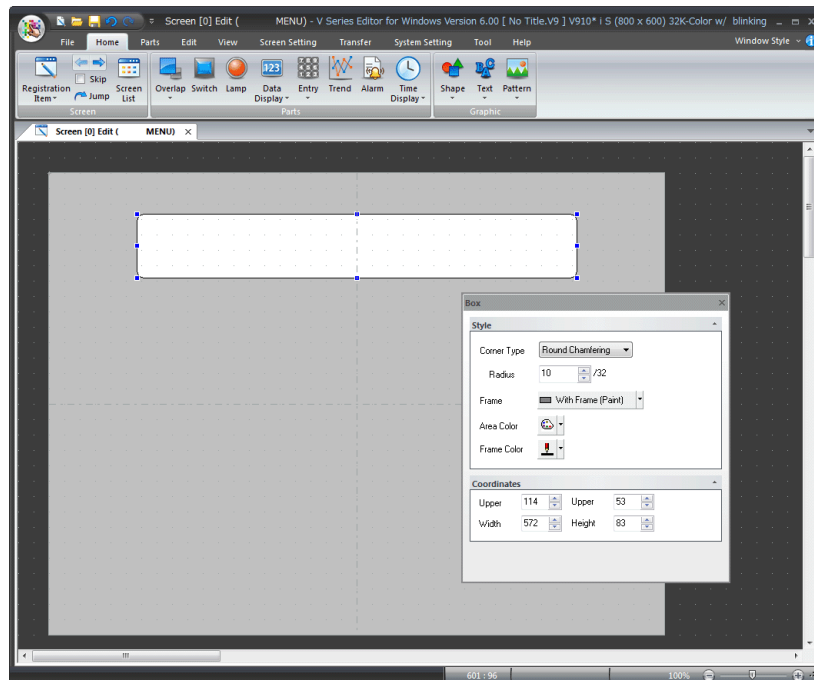 Screen [0] Edit ( MENU) - V Series Editor for Windows Version 6.00 [ No Title.V9 ] V910* i S (800 x 600) 32K-Color w/ blinking
File Home Parts Edit View Screen Setting Transfer System Setting Tool Help Window Style
Registration Item Skip Jump Screen List Overlap Switch Lamp Data Display Entry Trend Alarm Time Display Shape Text Pattern
123
Screen Parts Graphic
Screen [0] Edit ( MENU)
Box
Style
Corner Type Round Chamfering
Radius 10 /32
Frame With Frame (Paint)
Area Color
Frame Color
Coordinates
Upper 114 Upper 53
Width 572 Height 83
601 : 96 100%